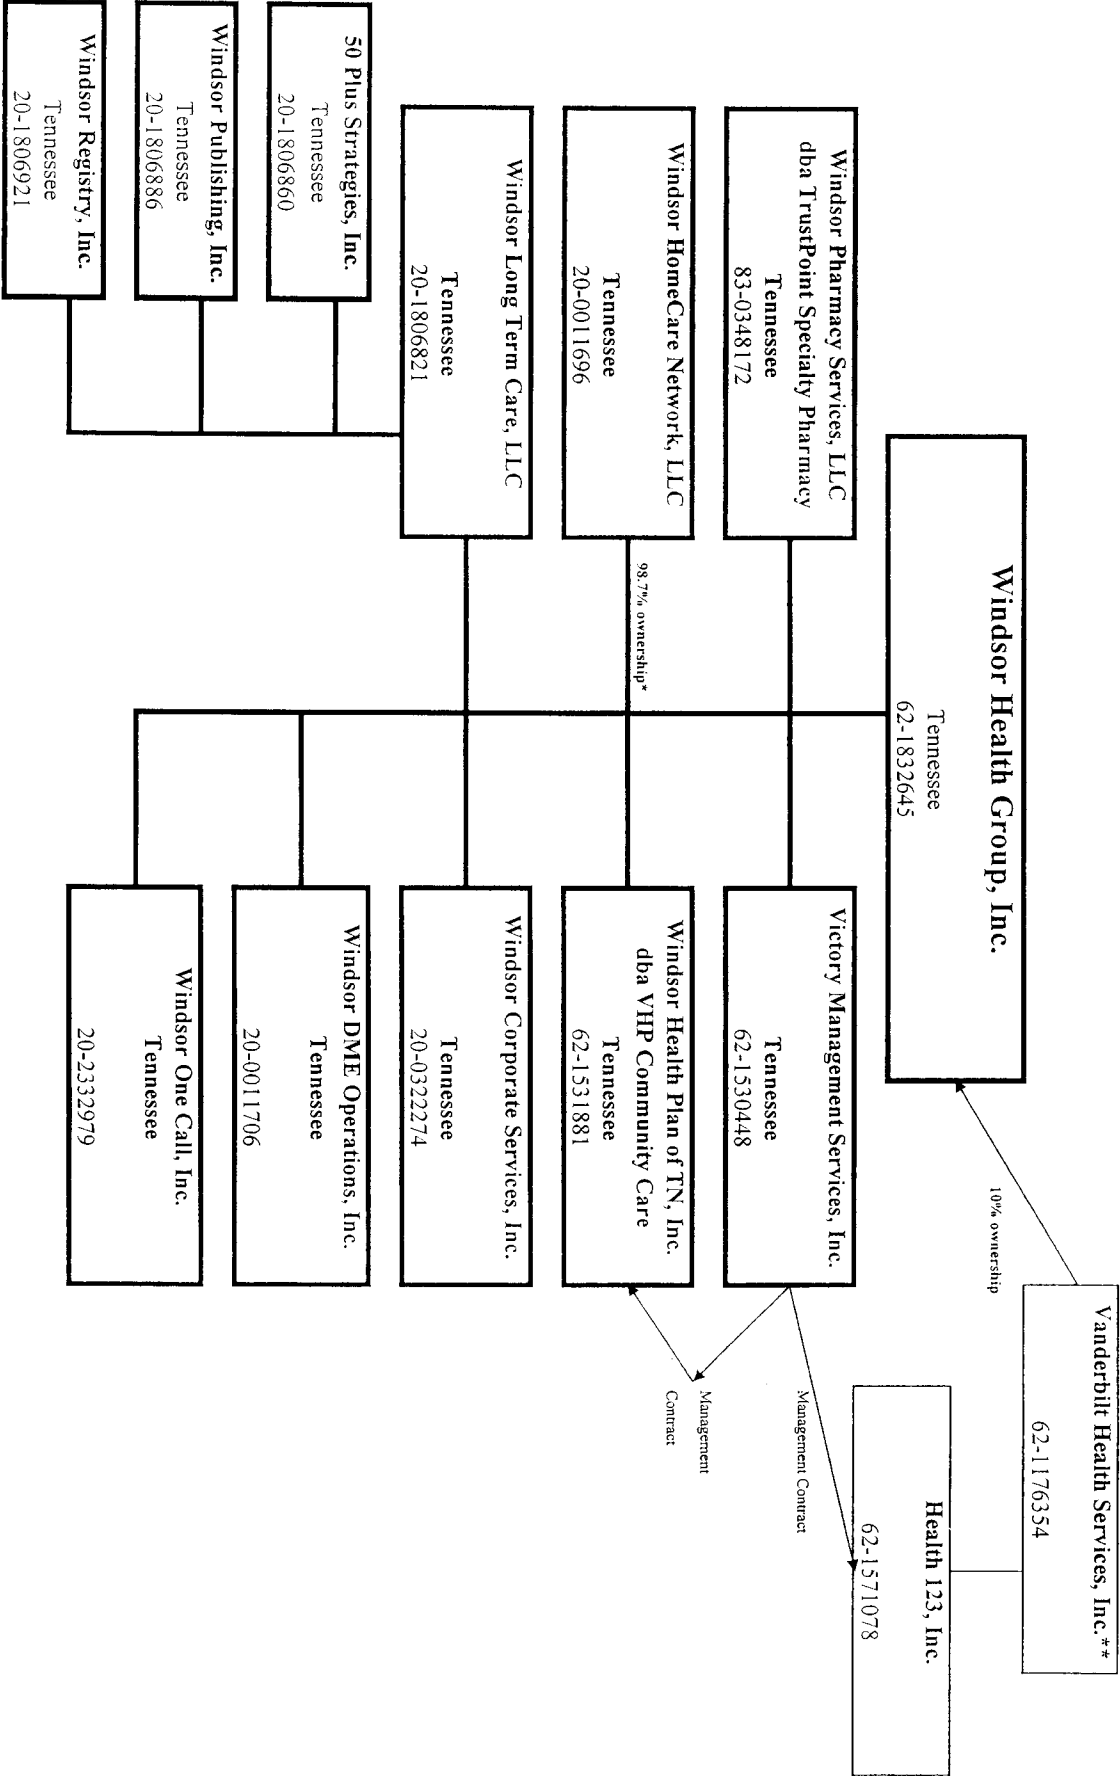 Vanderbilt Health Services, Inc.**
62-1176354
10% ownership
Windsor Health Group, Inc.
Tennessee
62-1832645
Health 123, Inc.
62-1571078
Windsor Pharmacy Services, LLC
dba TrustPoint Specialty Pharmacy
Tennessee
83-0348172
Victory Management Services, Inc.
Tennessee
62-1530448
Management Contract
Management
Contract
Windsor HomeCare Network, LLC
Tennessee
20-0011696
98.7% ownership*
Windsor Health Plan of TN, Inc.
dba VHP Community Care
Tennessee
62-1531881
Windsor Long Term Care, LLC
Tennessee
20-1806821
Windsor Corporate Services, Inc.
Tennessee
20-0322274
50 Plus Strategies, Inc.
Tennessee
20-1806860
Windsor DME Operations, Inc.
Tennessee
20-0011706
Windsor Publishing, Inc.
Tennessee
20-1806886
Windsor One Call, Inc.
Tennessee
20-2332979
Windsor Registry, Inc.
Tennessee
20-1806921